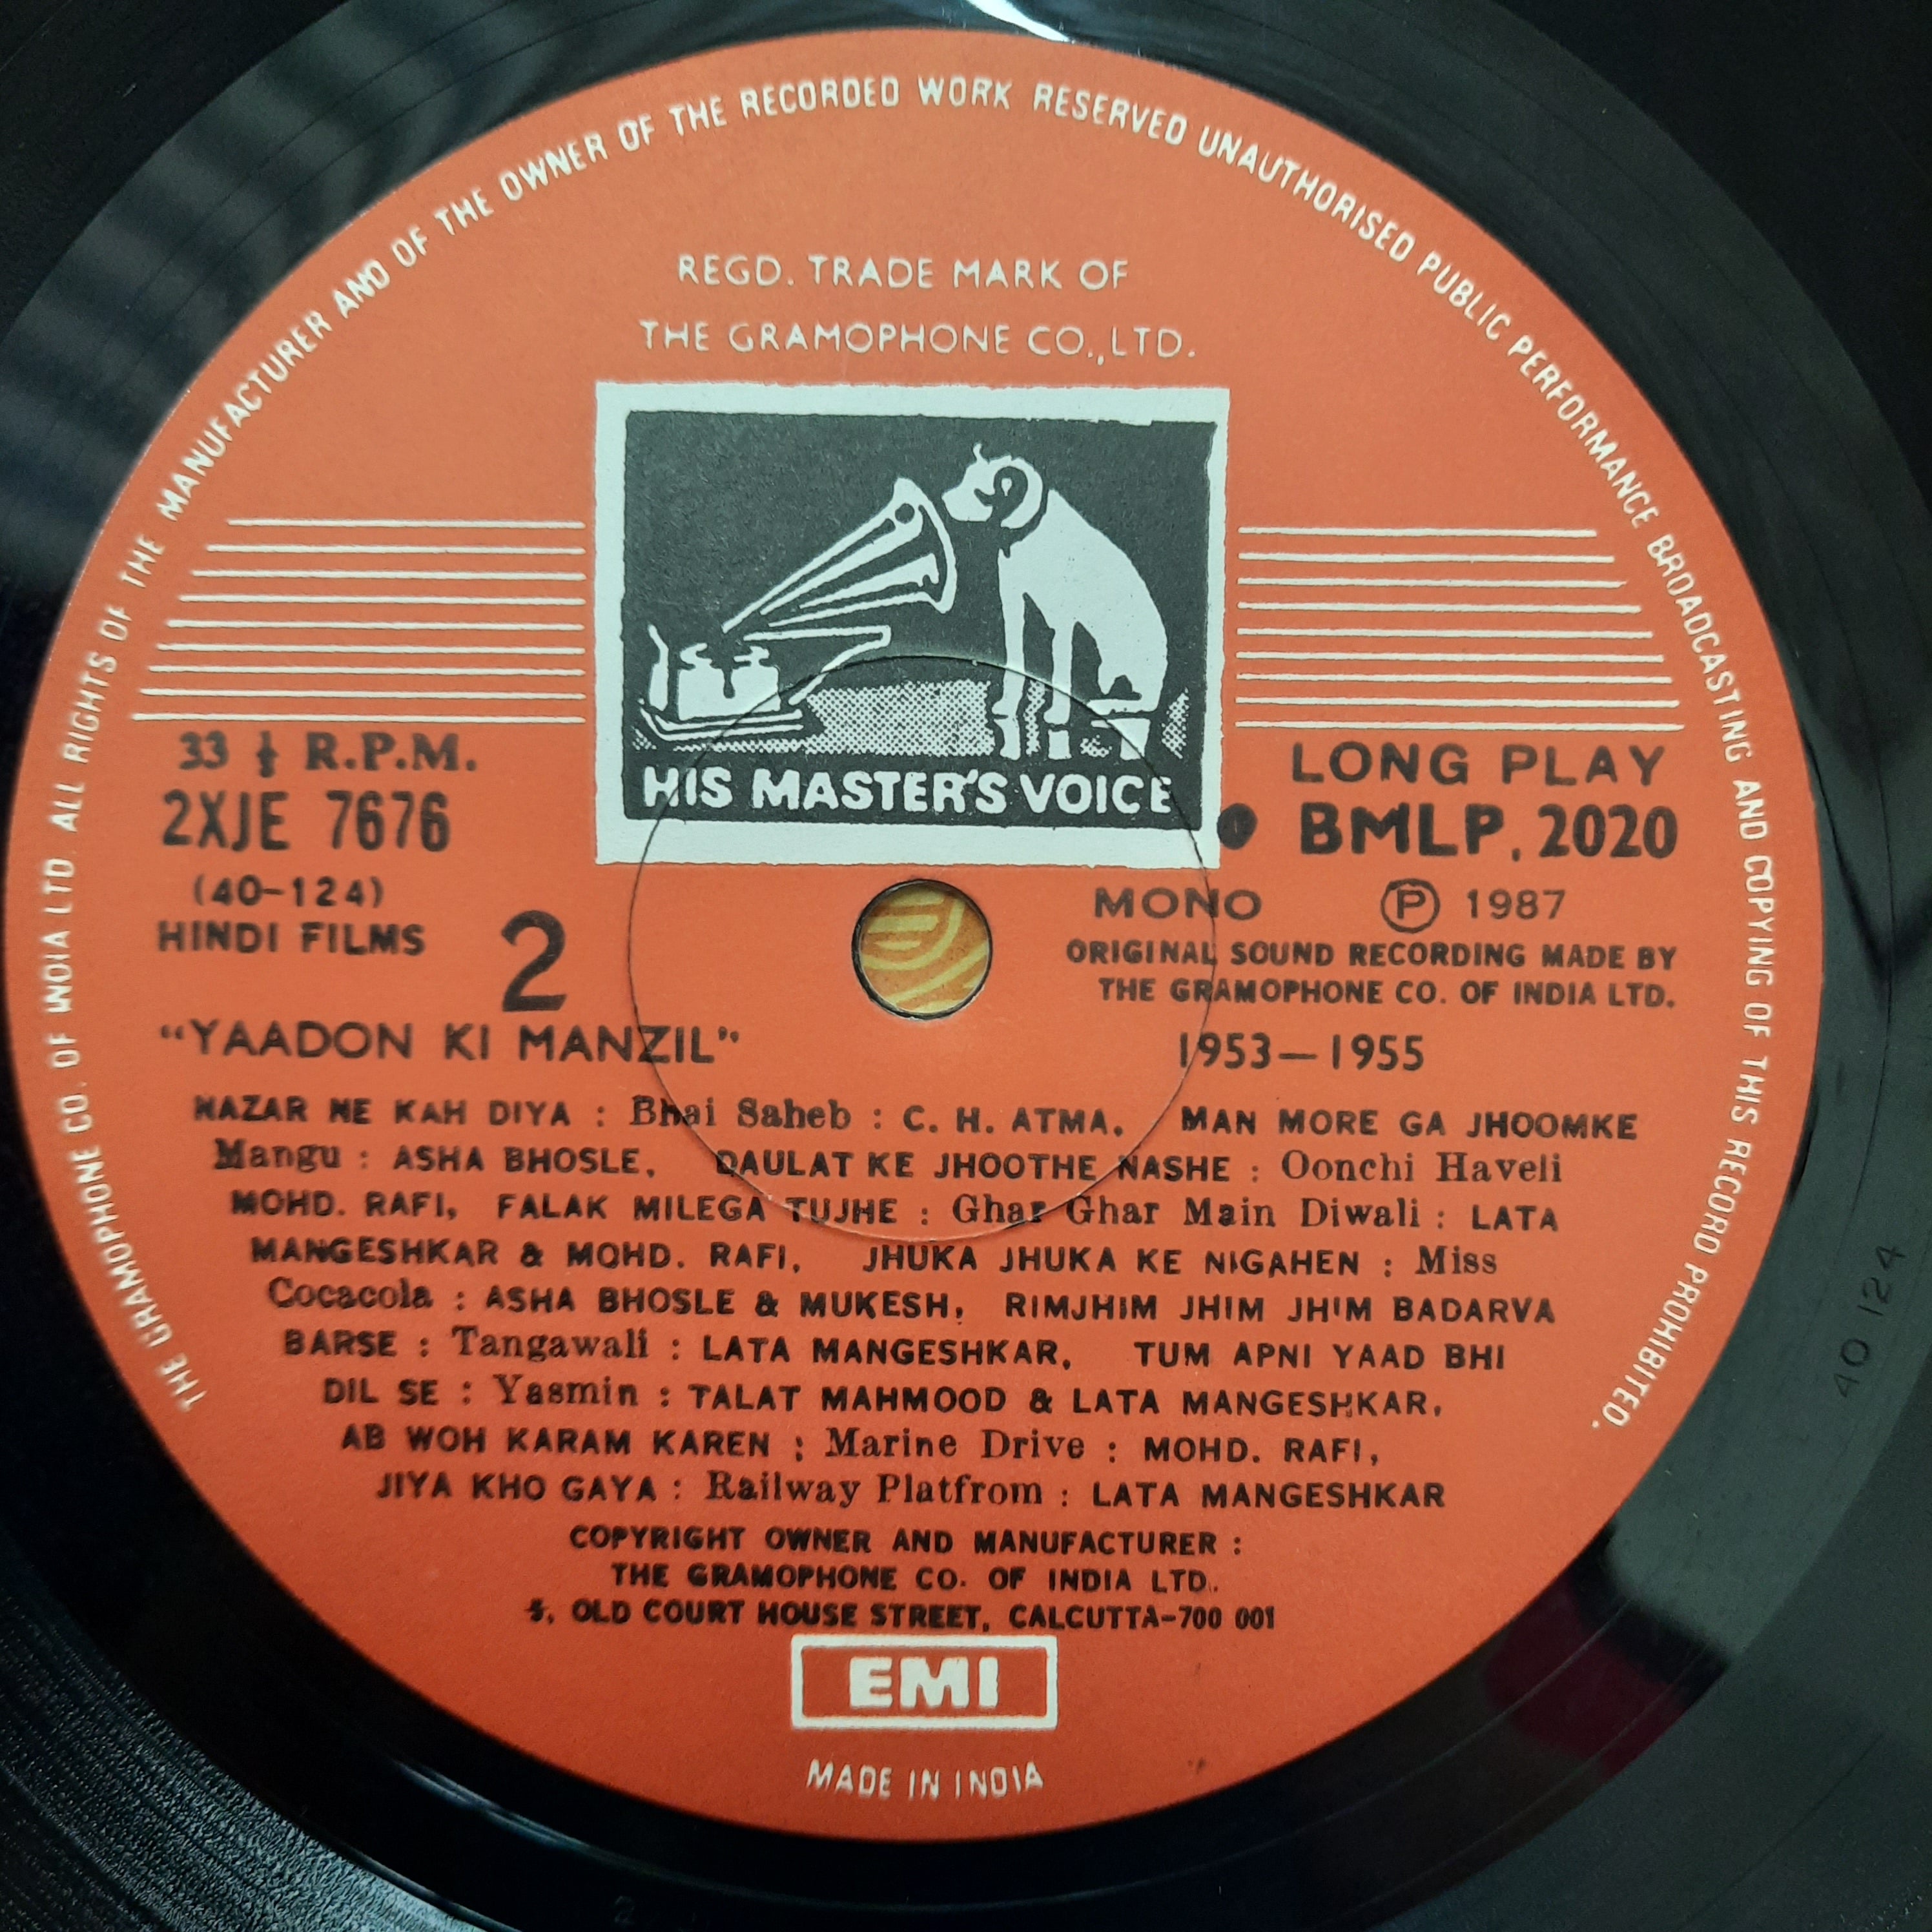 THE GRAMOPHONE CO. OF INDIA LTD. ALL RIGHTS OF THE MANUFACTURER AND OF THE OWNER OF THE RECORDED WORK RESERVED UNAUTHORISED PUBLIC PERFORMANCE BROADCASTING AND COPYING OF THIS RECORD PROHIBITED.
REGD. TRADE MARK OF
THE GRAMOPHONE CO., LTD.
HIS MASTER'S VOICE
33 ⅓ R.P.M.
2XJE 7676
(40-124)
HINDI FILMS
2
LONG PLAY
BMLP. 2020
MONO Ⓟ 1987
ORIGINAL SOUND RECORDING MADE BY
THE GRAMOPHONE CO. OF INDIA LTD.
"YAADON KI MANZIL" 1953—1955
NAZAR NE KAH DIYA : Bhai Saheb : C. H. ATMA. MAN MORE GA JHOOMKE
Mangu : ASHA BHOSLE, DAULAT KE JHOOTHE NASHE : Oonchi Haveli
MOHD. RAFI, FALAK MILEGA TUJHE : Ghar Ghar Main Diwali : LATA
MANGESHKAR & MOHD. RAFI, JHUKA JHUKA KE NIGAHEN : Miss
Cocacola : ASHA BHOSLE & MUKESH, RIMJHIM JHIM JHIM BADARVA
BARSE : Tangawali : LATA MANGESHKAR, TUM APNI YAAD BHI
DIL SE : Yasmin : TALAT MAHMOOD & LATA MANGESHKAR,
AB WOH KARAM KAREN : Marine Drive : MOHD. RAFI,
JIYA KHO GAYA : Railway Platfrom : LATA MANGESHKAR
COPYRIGHT OWNER AND MANUFACTURER :
THE GRAMOPHONE CO. OF INDIA LTD.
5, OLD COURT HOUSE STREET, CALCUTTA-700 001
EMI
MADE IN INDIA
40 124